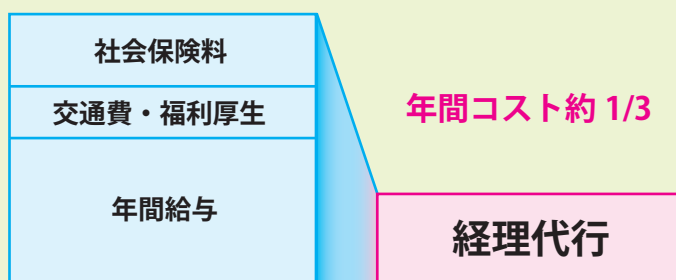 社会保険料
交通費・福利厚生
年間給与
年間コスト約 1/3
経理代行